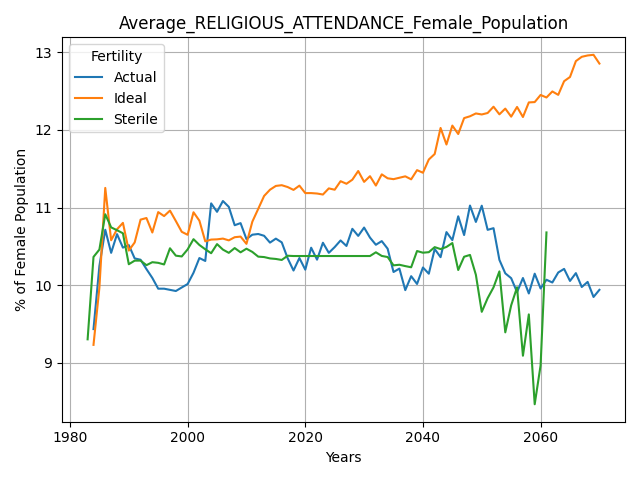 Average_RELIGIOUS_ATTENDANCE_Female_Population
Fertility
Actual
Ideal
Sterile
% of Female Population
13
12
11
10
9
1980
2000
2020
2040
2060
Years